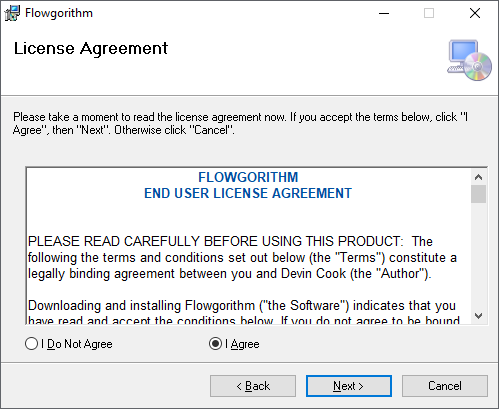 Flowgorithm
License Agreement
Please take a moment to read the license agreement now. If you accept the terms below, click "I
Agree", then "Next". Otherwise click "Cancel".
FLOWGORITHM
END USER LICENSE AGREEMENT
PLEASE READ CAREFULLY BEFORE USING THIS PRODUCT:  The
following the terms and conditions set out below (the "Terms") constitute a
legally binding agreement between you and Devin Cook (the "Author").
Downloading and installing Flowgorithm ("the Software") indicates that you
have read and accept the conditions below. If you do not agree to be bound
I Do Not Agree
I Agree
< Back
Next >
Cancel